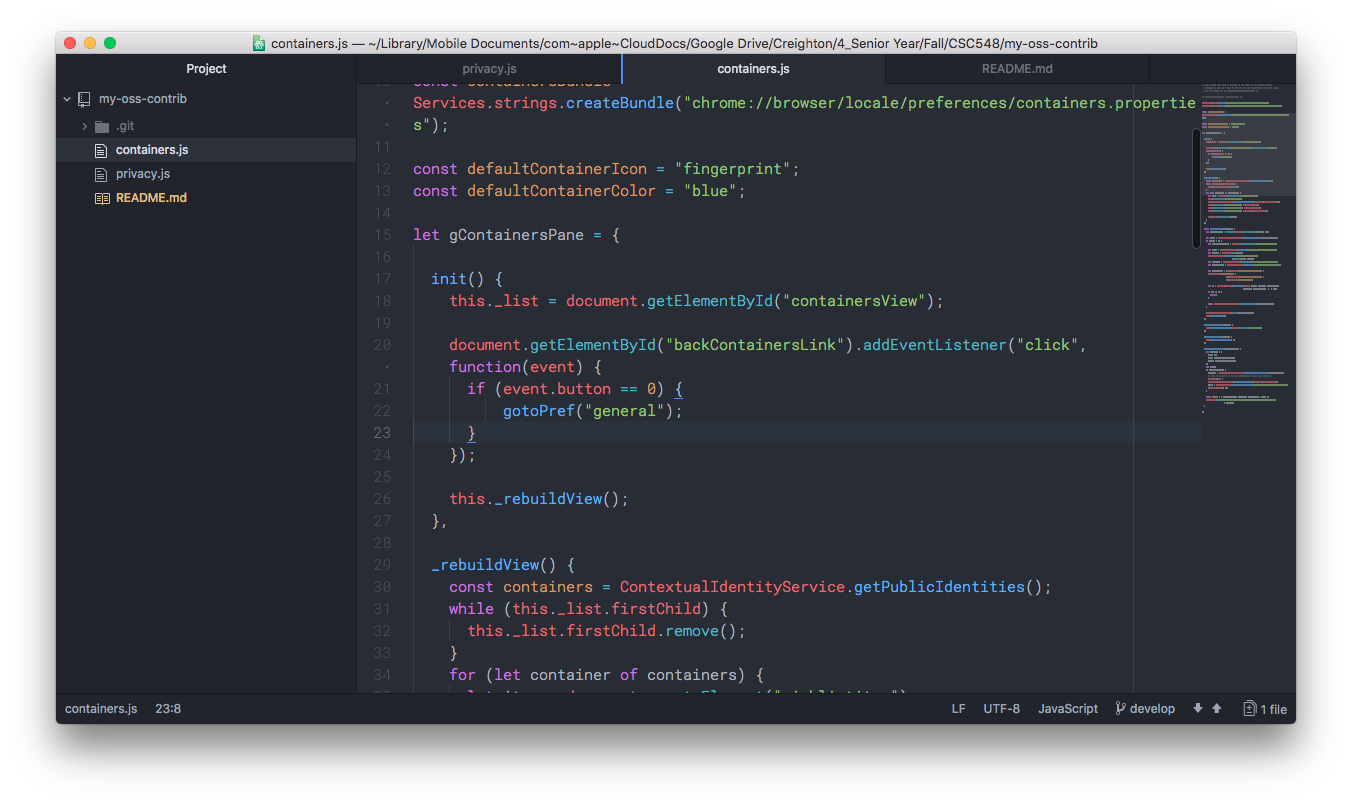 containers.js — ~/Library/Mobile Documents/com~apple~CloudDocs/Google Drive/Creighton/4_Senior Year/Fall/CSC548/my-oss-contrib
Project
privacy.js
containers.js
README.md
my-oss-contrib
.git
containers.js
privacy.js
README.md
const containersBundle
Services.strings.createBundle("chrome://browser/locale/preferences/containers.propertie
s");
11
12 const defaultContainerIcon = "fingerprint";
13 const defaultContainerColor = "blue";
14
15 let gContainersPane = {
16
17 init() {
18 this._list = document.getElementById("containersView");
19
20 document.getElementById("backContainersLink").addEventListener("click",
function(event) {
21 if (event.button == 0) {
22 gotoPref("general");
23 }
24 });
25
26 this._rebuildView();
27 },
28
29 _rebuildView() {
30 const containers = ContextualIdentityService.getPublicIdentities();
31 while (this._list.firstChild) {
32 this._list.firstChild.remove();
33 }
34 for (let container of containers) {
containers.js 23:8
LF UTF-8 JavaScript develop 1 file